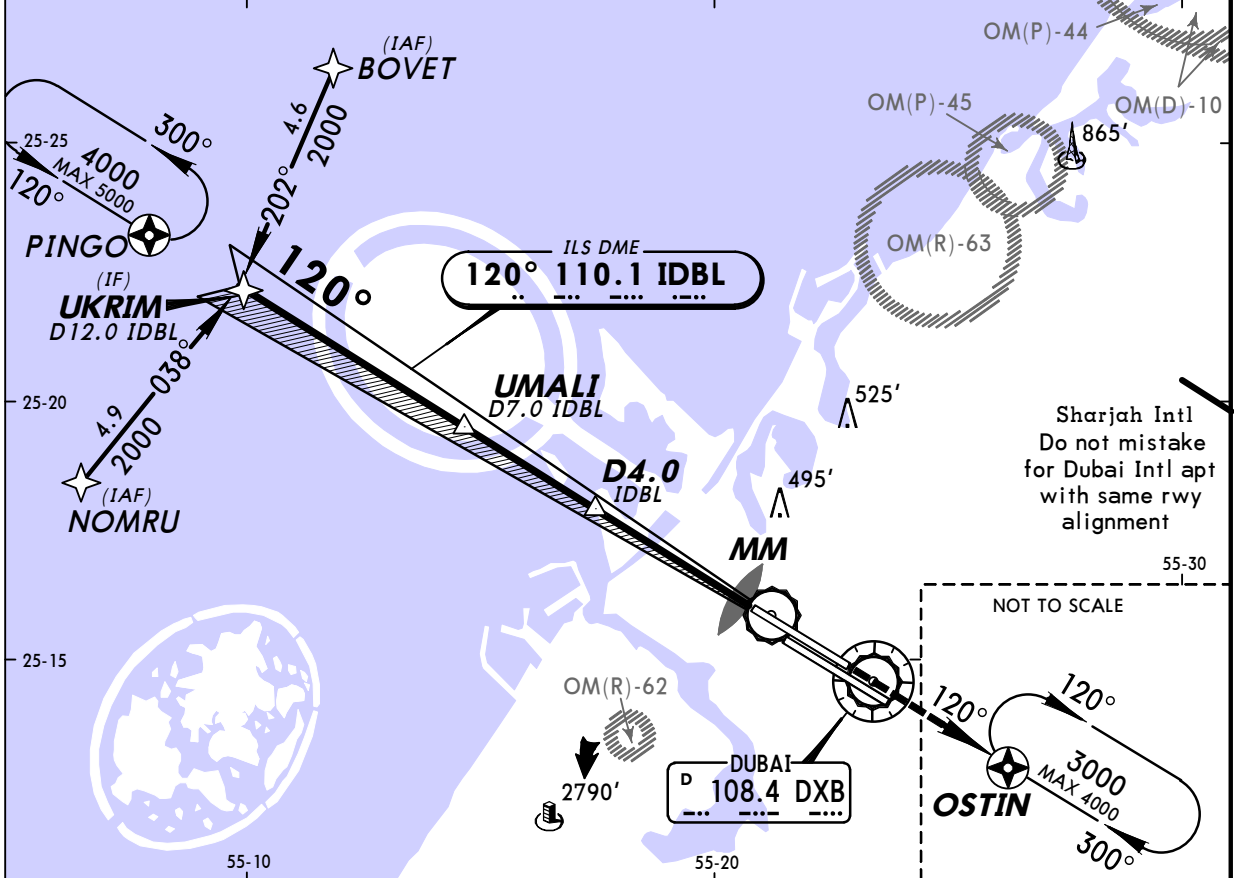 OM(P)-44
(IAF)
BOVET
OM(P)-45
OM(D)-10
4.6
2000
300°
25-25
865'
4000
MAX 5000
120°
202°
PINGO
OM(R)-63
ILS DME
120° 110.1 IDBL
120°
(IF)
UKRIM
D12.0 IDBL
038°
UMALI
D7.0 IDBL
525'
25-20
4.9
2000
Sharjah Intl
Do not mistake
for Dubai Intl apt
with same rwy
alignment
D4.0
IDBL
495'
(IAF)
NOMRU
MM
55-30
NOT TO SCALE
25-15
OM(R)-62
120°
120°
DUBAI
D 108.4 DXB
3000
MAX 4000
2790'
OSTIN
300°
55-10
55-20